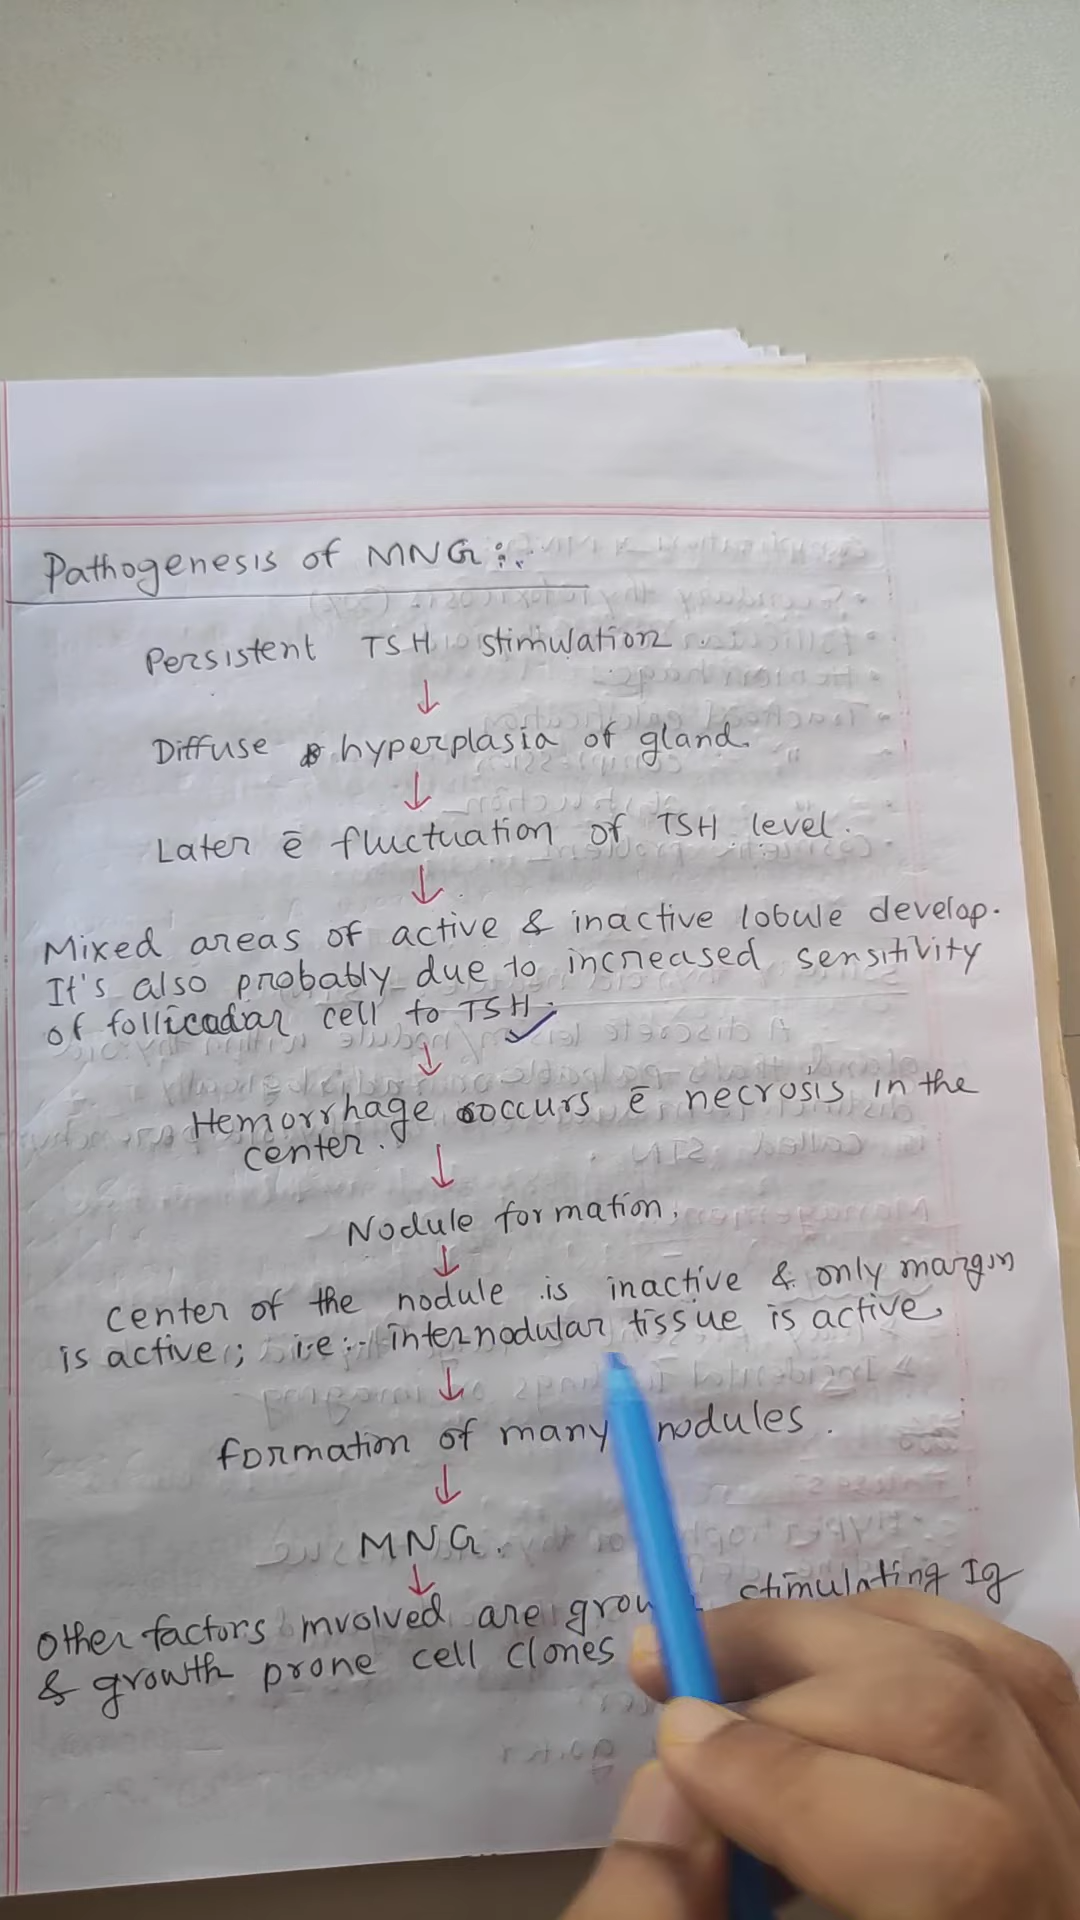 Pathogenesis of MNG:-
Persistent TSH stimulation.
↓
Diffuse hyperplasia of gland.
↓
Later ē fluctuation of TSH level.
↓
Mixed areas of active & inactive lobule develop.
It's also probably due to increased sensitivity
of follicular cell to TSH.
↓
Hemorrhage occurs ē necrosis in the
center.
↓
Nodule formation.
↓
center of the nodule is inactive & only margin
is active; i.e:- internodular tissue is active.
↓
formation of many nodules.
↓
MNG.
↓
other factors involved are stimulating Ig
& growth prone cell clones